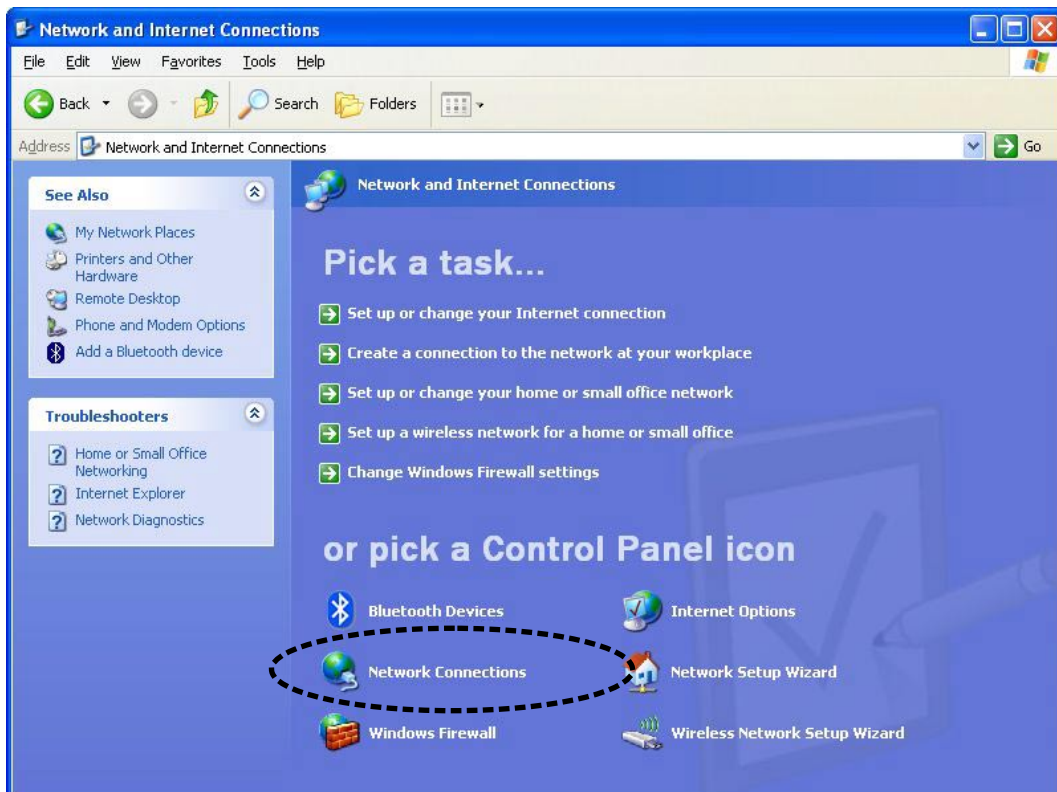 Network and Internet Connections
File Edit View Favorites Tools Help
Back Search Folders
Address Network and Internet Connections Go
See Also
My Network Places
Printers and Other
Hardware
Remote Desktop
Phone and Modem Options
Add a Bluetooth device
Troubleshooters
Home or Small Office
Networking
Internet Explorer
Network Diagnostics
Network and Internet Connections
Pick a task...
Set up or change your Internet connection
Create a connection to the network at your workplace
Set up or change your home or small office network
Set up a wireless network for a home or small office
Change Windows Firewall settings
or pick a Control Panel icon
Bluetooth Devices Internet Options
Network Connections Network Setup Wizard
Windows Firewall Wireless Network Setup Wizard